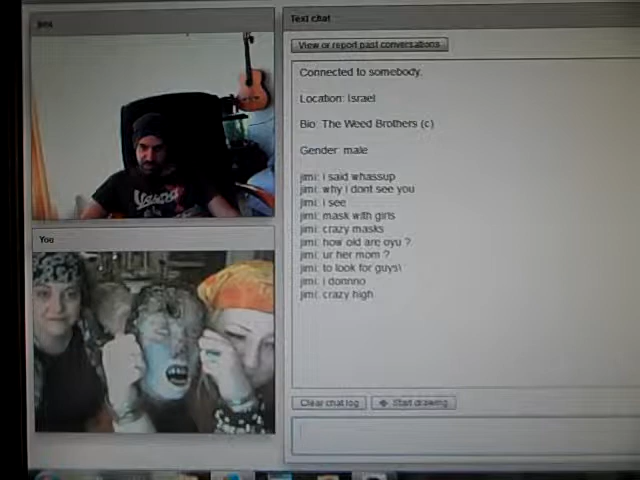 jimi
Text chat
View or report past conversations
Connected to somebody.
Location: Israel
Bio: The Weed Brothers (c)
Gender: male
jimi: i said whassup
jimi: why i dont see you
jimi: i see
jimi: mask with girls
jimi: crazy masks
jimi: how old are oyu ?
jimi: ur her mom ?
jimi: to look for guys\
jimi: i donnno
jimi: crazy high
You
Clear chat log
Start drawing